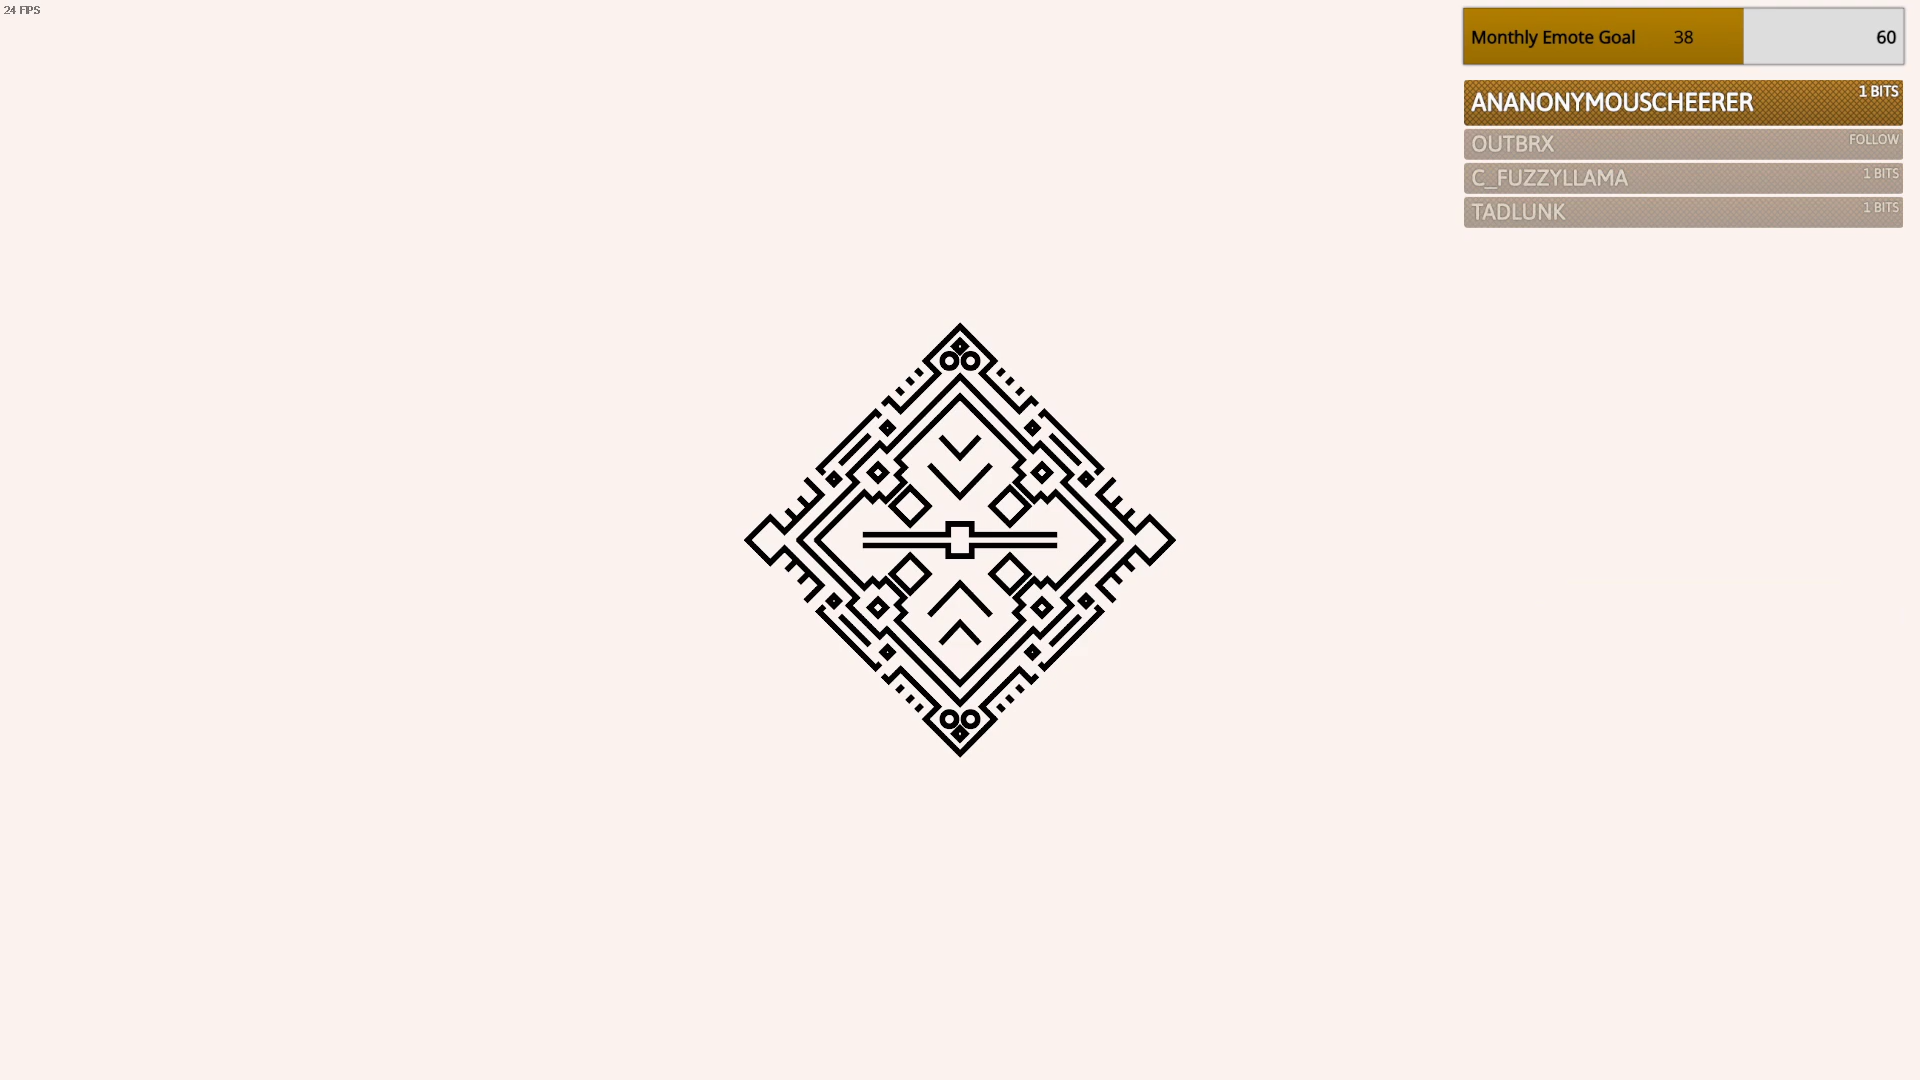 24 FPS
Monthly Emote Goal 38 60
ANANONYMOUSCHEERER 1 BITS
OUTBRX FOLLOW
C_FUZZYLLAMA 1 BITS
TADLUNK 1 BITS